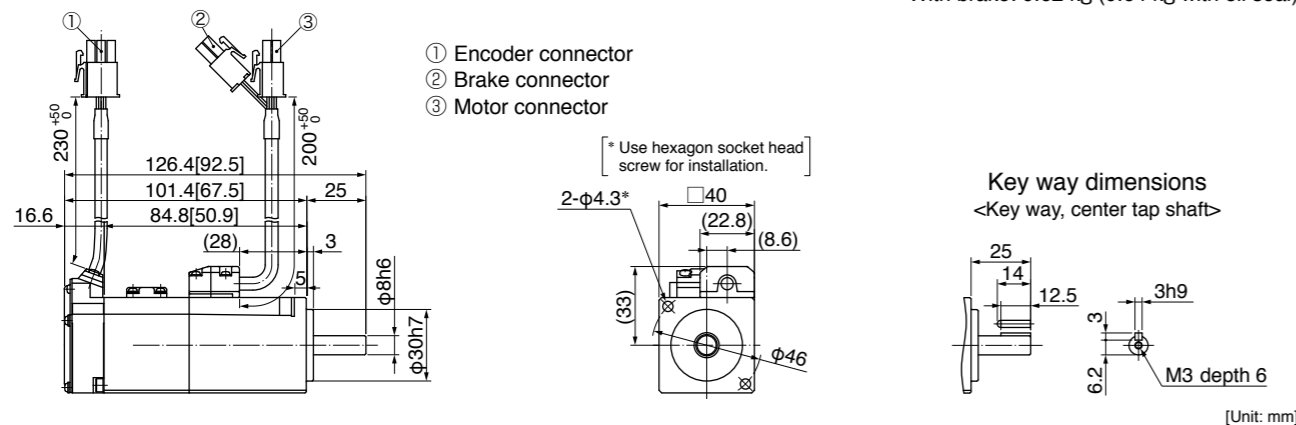 With brake: 0.52 kg (0.54 kg with oil seal)
① ② ③
① Encoder connector
② Brake connector
③ Motor connector
230 +50 0
200 +50 0
126.4[92.5]
101.4[67.5] 25
16.6 84.8[50.9]
(28) 3
5
φ8h6
φ30h7
* Use hexagon socket head
screw for installation.
2-φ4.3* □40
(22.8)
(8.6)
(33)
φ46
Key way dimensions
<Key way, center tap shaft>
25
14
12.5
3h9
3
6.2
M3 depth 6
[Unit: mm]